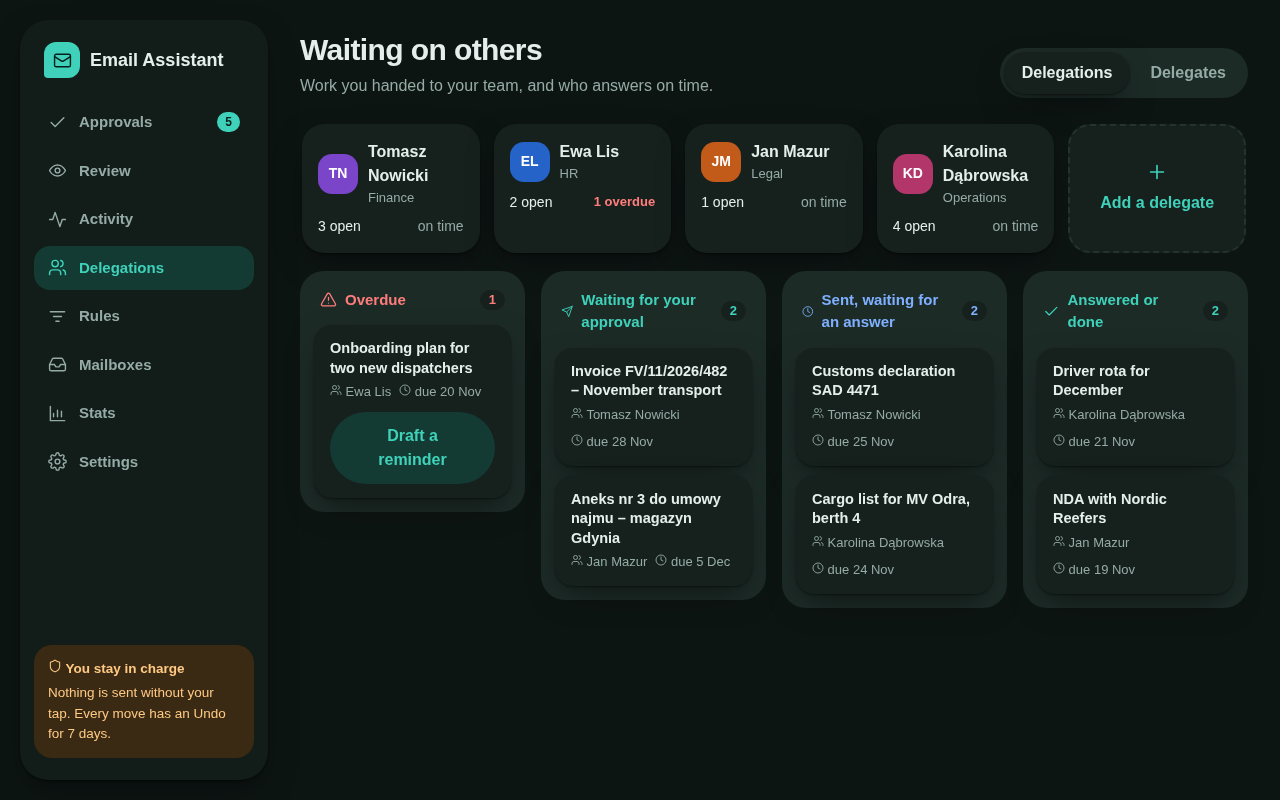 Email Assistant
Approvals 5
Review
Activity
Delegations
Rules
Mailboxes
Stats
Settings
You stay in charge
Nothing is sent without your
tap. Every move has an Undo
for 7 days.
Waiting on others
Work you handed to your team, and who answers on time.
Delegations Delegates
TN
Tomasz
Nowicki
Finance
3 open on time
EL
Ewa Lis
HR
2 open 1 overdue
JM
Jan Mazur
Legal
1 open on time
KD
Karolina
Dąbrowska
Operations
4 open on time
Add a delegate
Overdue 1
Onboarding plan for
two new dispatchers
Ewa Lis due 20 Nov
Draft a
reminder
Waiting for your
approval 2
Invoice FV/11/2026/482
– November transport
Tomasz Nowicki
due 28 Nov
Aneks nr 3 do umowy
najmu – magazyn
Gdynia
Jan Mazur due 5 Dec
Sent, waiting for
an answer 2
Customs declaration
SAD 4471
Tomasz Nowicki
due 25 Nov
Cargo list for MV Odra,
berth 4
Karolina Dąbrowska
due 24 Nov
Answered or
done 2
Driver rota for
December
Karolina Dąbrowska
due 21 Nov
NDA with Nordic
Reefers
Jan Mazur
due 19 Nov